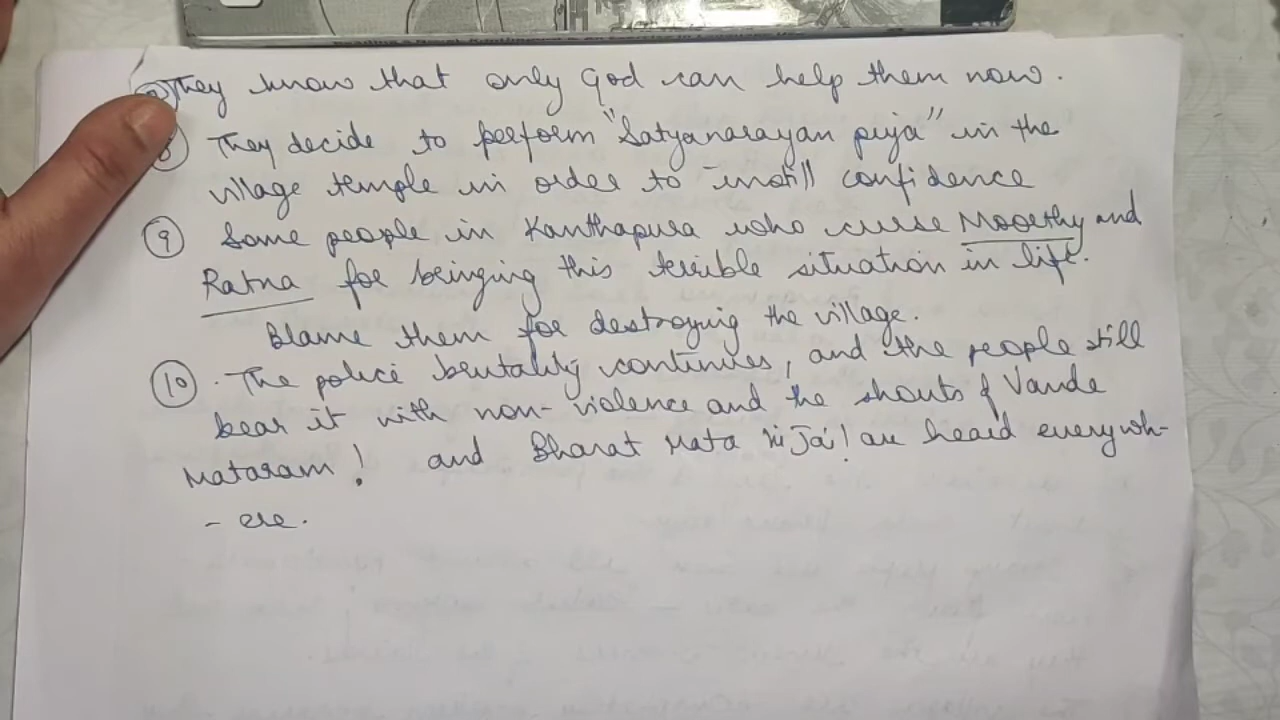 They know that only God can help them now.
8 They decide to perform "Satyanarayan puja" in the
village temple in order to instill confidence
9 Some people in Kanthapura who curse Moorthy and
Ratna for bringing this terrible situation in life.
Blame them for destroying the village.
10. The police brutality continues, and the people still
bear it with non-violence and the shouts of Vande
Mataram! and Bharat Mata ki Jai! are heard everywh-
- ere.